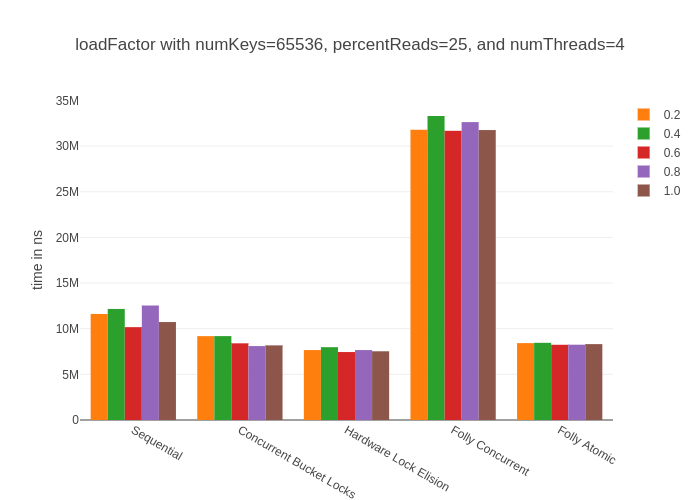 loadFactor with numKeys=65536, percentReads=25, and numThreads=4
35M
30M
25M
20M
15M
10M
5M
0
time in ns
Sequential
Concurrent Bucket Locks
Hardware Lock Elision
Folly Concurrent
Folly Atomic
0.2
0.4
0.6
0.8
1.0